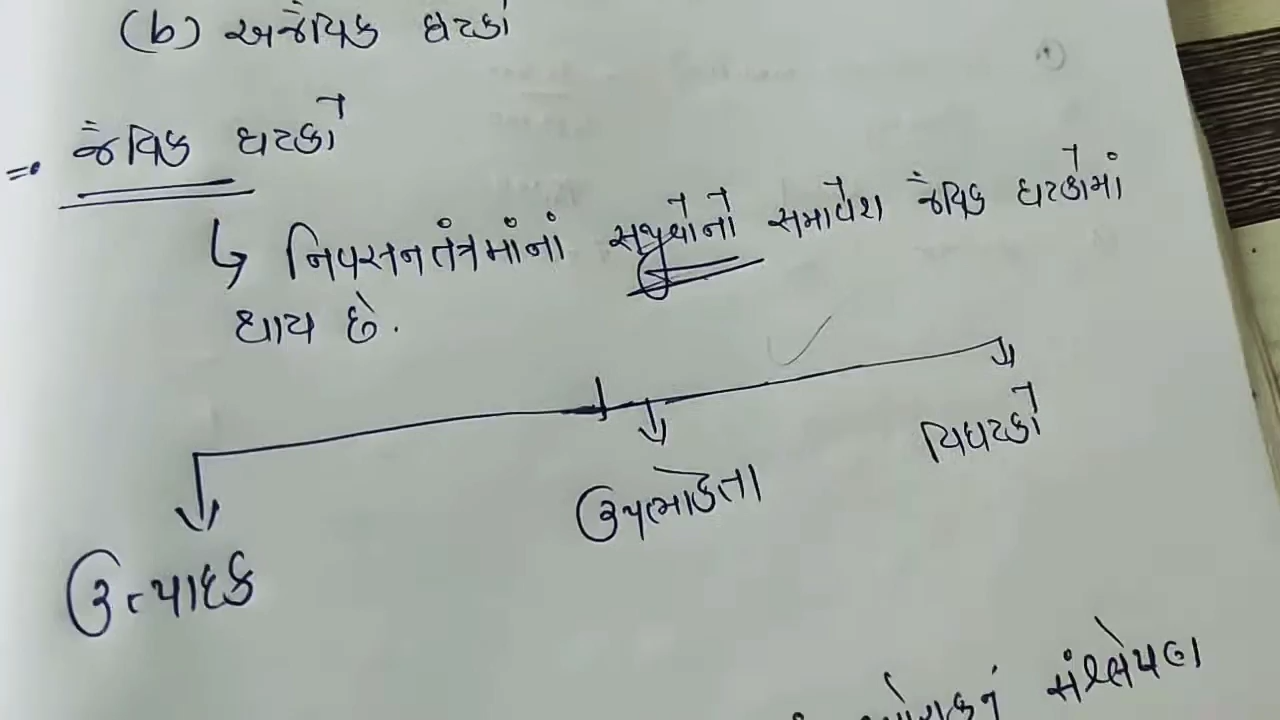 (b) અજૈવિક ઘટકો
⇒ જૈવિક ઘટકો
↳ નિવસનતંત્રમાંનાં સજીવોનો સમાવેશ જૈવિક ઘટકોમાં
થાય છે.
ઉત્પાદક ઉપભોક્તા વિઘટકો
સંશ્લેષણ